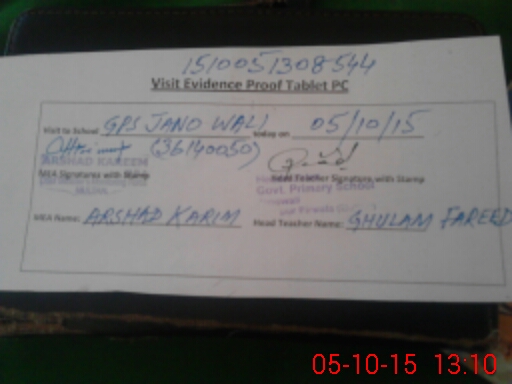 1510051308544
Visit Evidence Proof Tablet PC
Visit to School GPS JANO WALI today on 05/10/15
(36140050)
ARSHAD KAREEM
MEA Signatures with Stamp Head Teacher Signature with Stamp
Govt. Primary School
MEA Name: ARSHAD KARIM Head Teacher Name: GHULAM FAREED
05-10-15 13:10